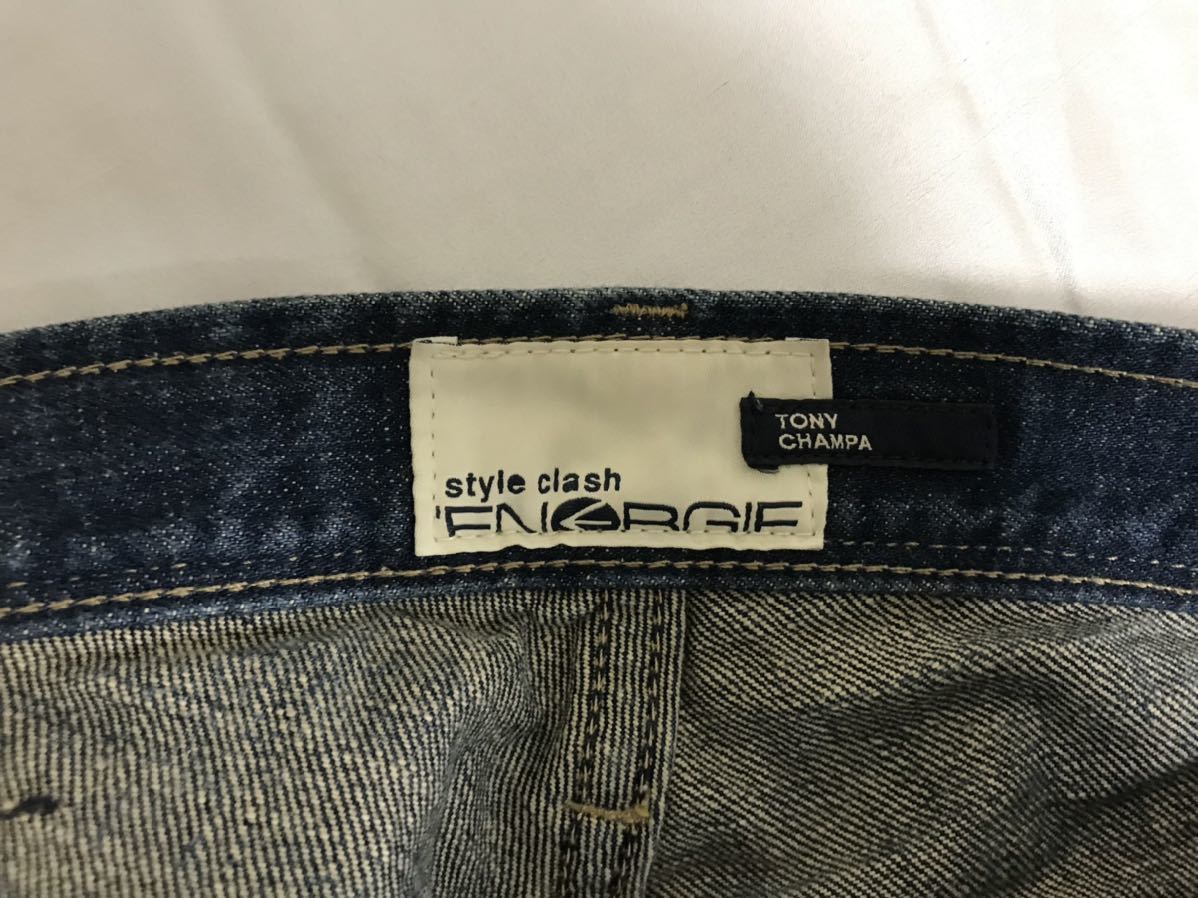 style clash
'ENERGIE
TONY
CHAMPA